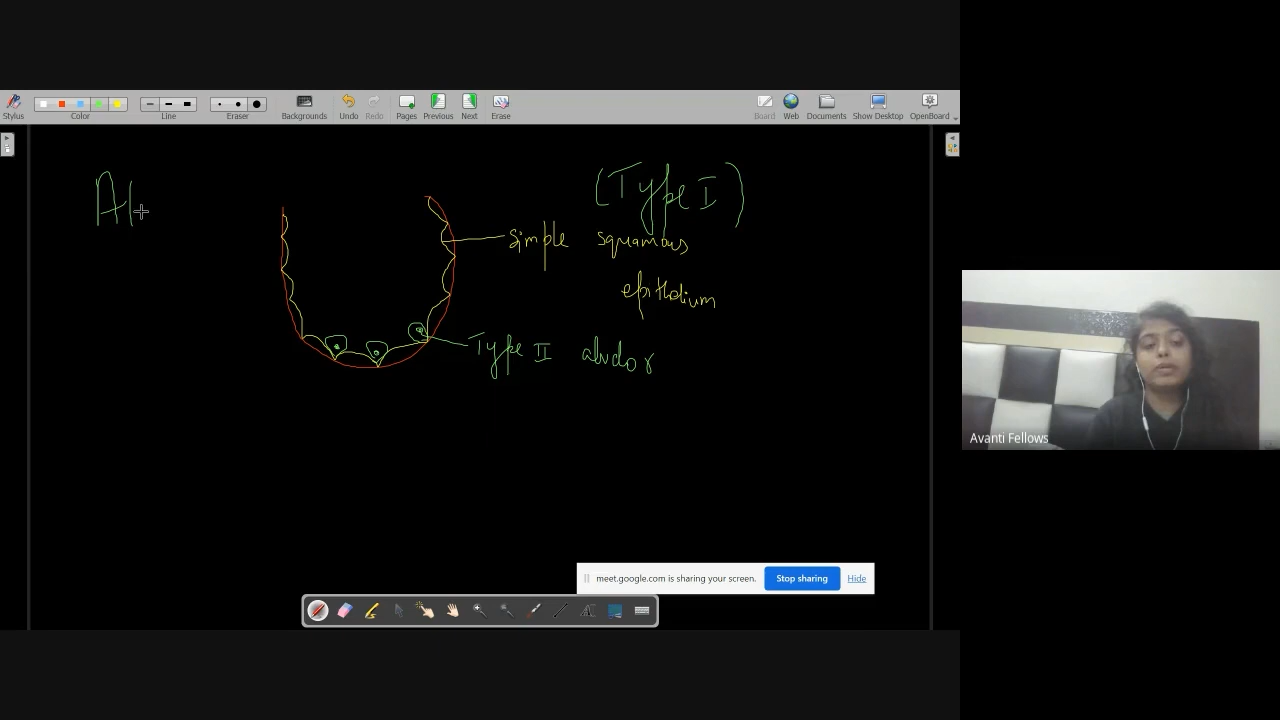 Stylus
Color
Line
Eraser
Backgrounds
Undo
Redo
Pages
Previous
Next
Erase
Board
Web
Documents
Show Desktop
OpenBoard
Al
(Type I)
simple squamous
epithelium
Type II alveolar
Avanti Fellows
meet.google.com is sharing your screen.
Stop sharing
Hide